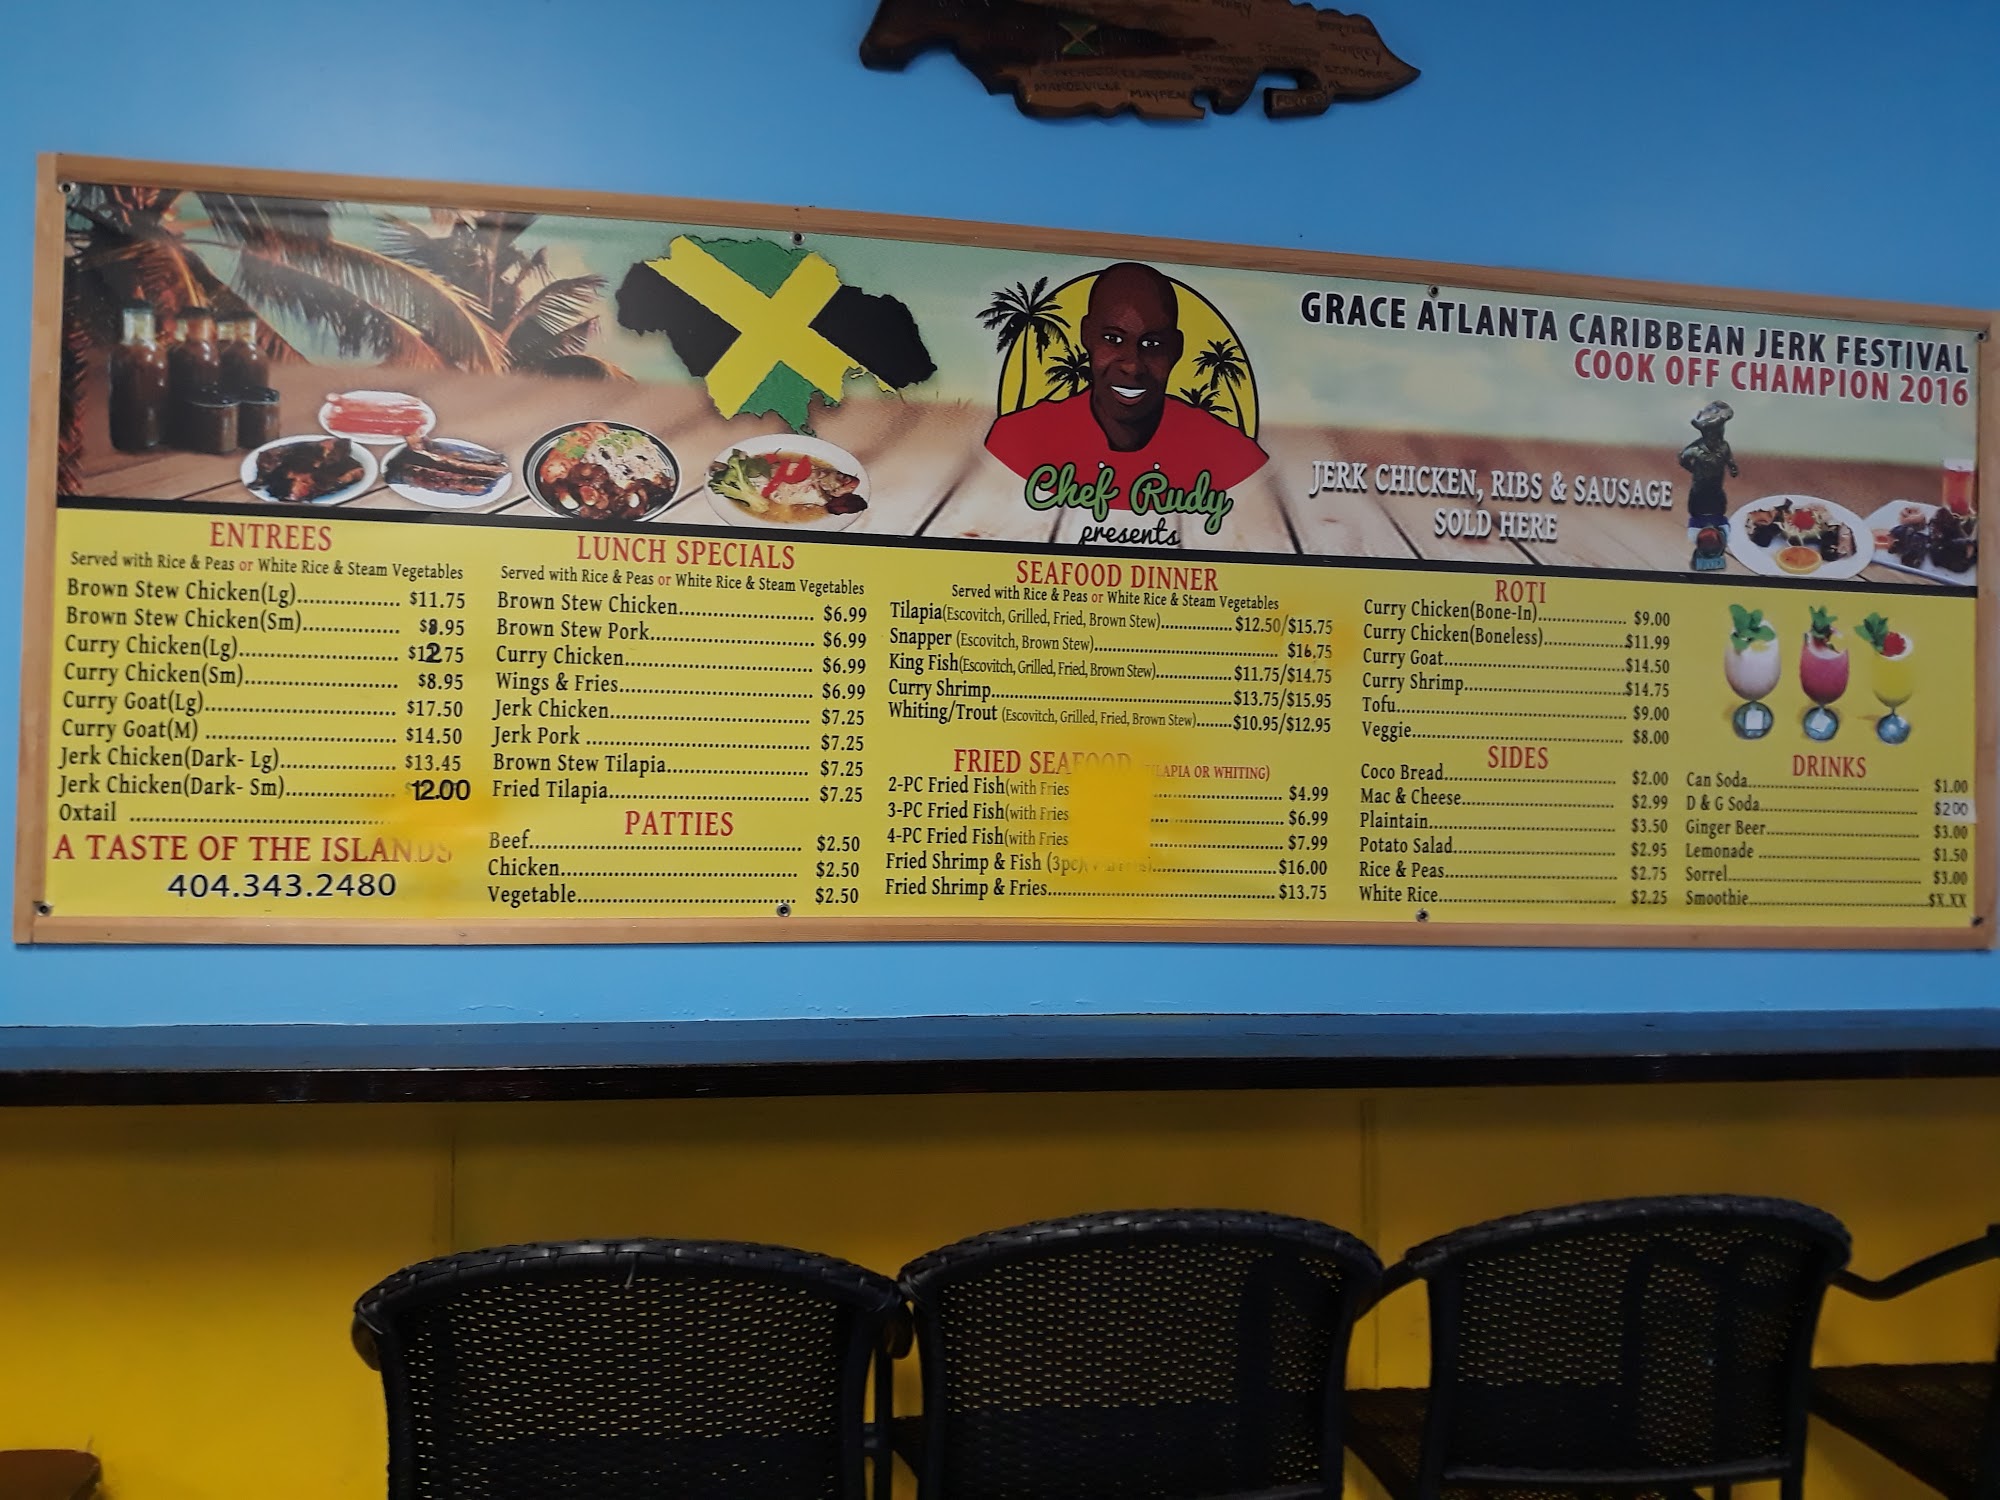 MANDEVILLE MAYPEN
GRACE ATLANTA CARIBBEAN JERK FESTIVAL
COOK OFF CHAMPION 2016
JERK CHICKEN, RIBS & SAUSAGE
SOLD HERE
Chef Rudy
presents
ENTREES
Served with Rice & Peas or White Rice & Steam Vegetables
Brown Stew Chicken(Lg)................. $11.75
Brown Stew Chicken(Sm)................ $8.95
Curry Chicken(Lg).......................... $12.75
Curry Chicken(Sm)......................... $8.95
Curry Goat(Lg)............................... $17.50
Curry Goat(M) ............................... $14.50
Jerk Chicken(Dark- Lg)................... $13.45
Jerk Chicken(Dark- Sm).................. $12.00
Oxtail ...........................................
A TASTE OF THE ISLANDS
404.343.2480
LUNCH SPECIALS
Served with Rice & Peas or White Rice & Steam Vegetables
Brown Stew Chicken...................... $6.99
Brown Stew Pork........................... $6.99
Curry Chicken............................... $6.99
Wings & Fries................................ $6.99
Jerk Chicken................................. $7.25
Jerk Pork ..................................... $7.25
Brown Stew Tilapia....................... $7.25
Fried Tilapia................................. $7.25
PATTIES
Beef............................................. $2.50
Chicken........................................ $2.50
Vegetable..................................... $2.50
SEAFOOD DINNER
Served with Rice & Peas or White Rice & Steam Vegetables
Tilapia(Escovitch, Grilled, Fried, Brown Stew)............... $12.50/$15.75
Snapper (Escovitch, Brown Stew)..................................... $16.75
King Fish(Escovitch, Grilled, Fried, Brown Stew)............... $11.75/$14.75
Curry Shrimp................................................. $13.75/$15.95
Whiting/Trout (Escovitch, Grilled, Fried, Brown Stew).......$10.95/$12.95
FRIED SEAFOOD TILAPIA OR WHITING)
2-PC Fried Fish(with Fries .......................... $4.99
3-PC Fried Fish(with Fries .......................... $6.99
4-PC Fried Fish(with Fries .......................... $7.99
Fried Shrimp & Fish (3pc)..........................$16.00
Fried Shrimp & Fries............................................. $13.75
ROTI
Curry Chicken(Bone-In)................... $9.00
Curry Chicken(Boneless)..................$11.99
Curry Goat......................................$14.50
Curry Shrimp..................................$14.75
Tofu............................................... $9.00
Veggie............................................ $8.00
SIDES
Coco Bread..................................... $2.00
Mac & Cheese................................. $2.99
Plaintain........................................ $3.50
Potato Salad................................... $2.95
Rice & Peas.................................... $2.75
White Rice..................................... $2.25
DRINKS
Can Soda....................................... $1.00
D & G Soda.................................... $2.00
Ginger Beer................................... $3.00
Lemonade ..................................... $1.50
Sorrel............................................ $3.00
Smoothie.......................................$X.XX